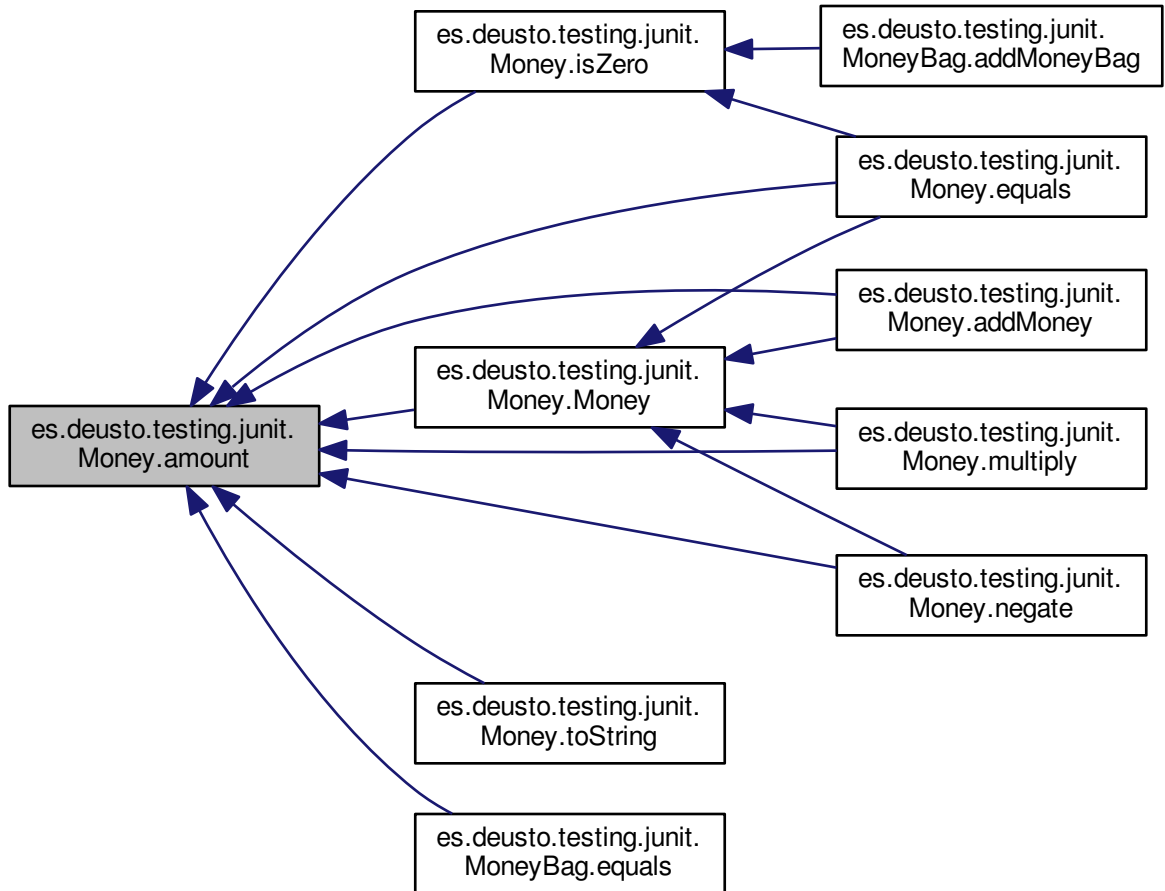 es.deusto.testing.junit.
Money.isZero
es.deusto.testing.junit.
MoneyBag.addMoneyBag
es.deusto.testing.junit.
Money.equals
es.deusto.testing.junit.
Money.addMoney
es.deusto.testing.junit.
Money.Money
es.deusto.testing.junit.
Money.amount
es.deusto.testing.junit.
Money.multiply
es.deusto.testing.junit.
Money.negate
es.deusto.testing.junit.
Money.toString
es.deusto.testing.junit.
MoneyBag.equals